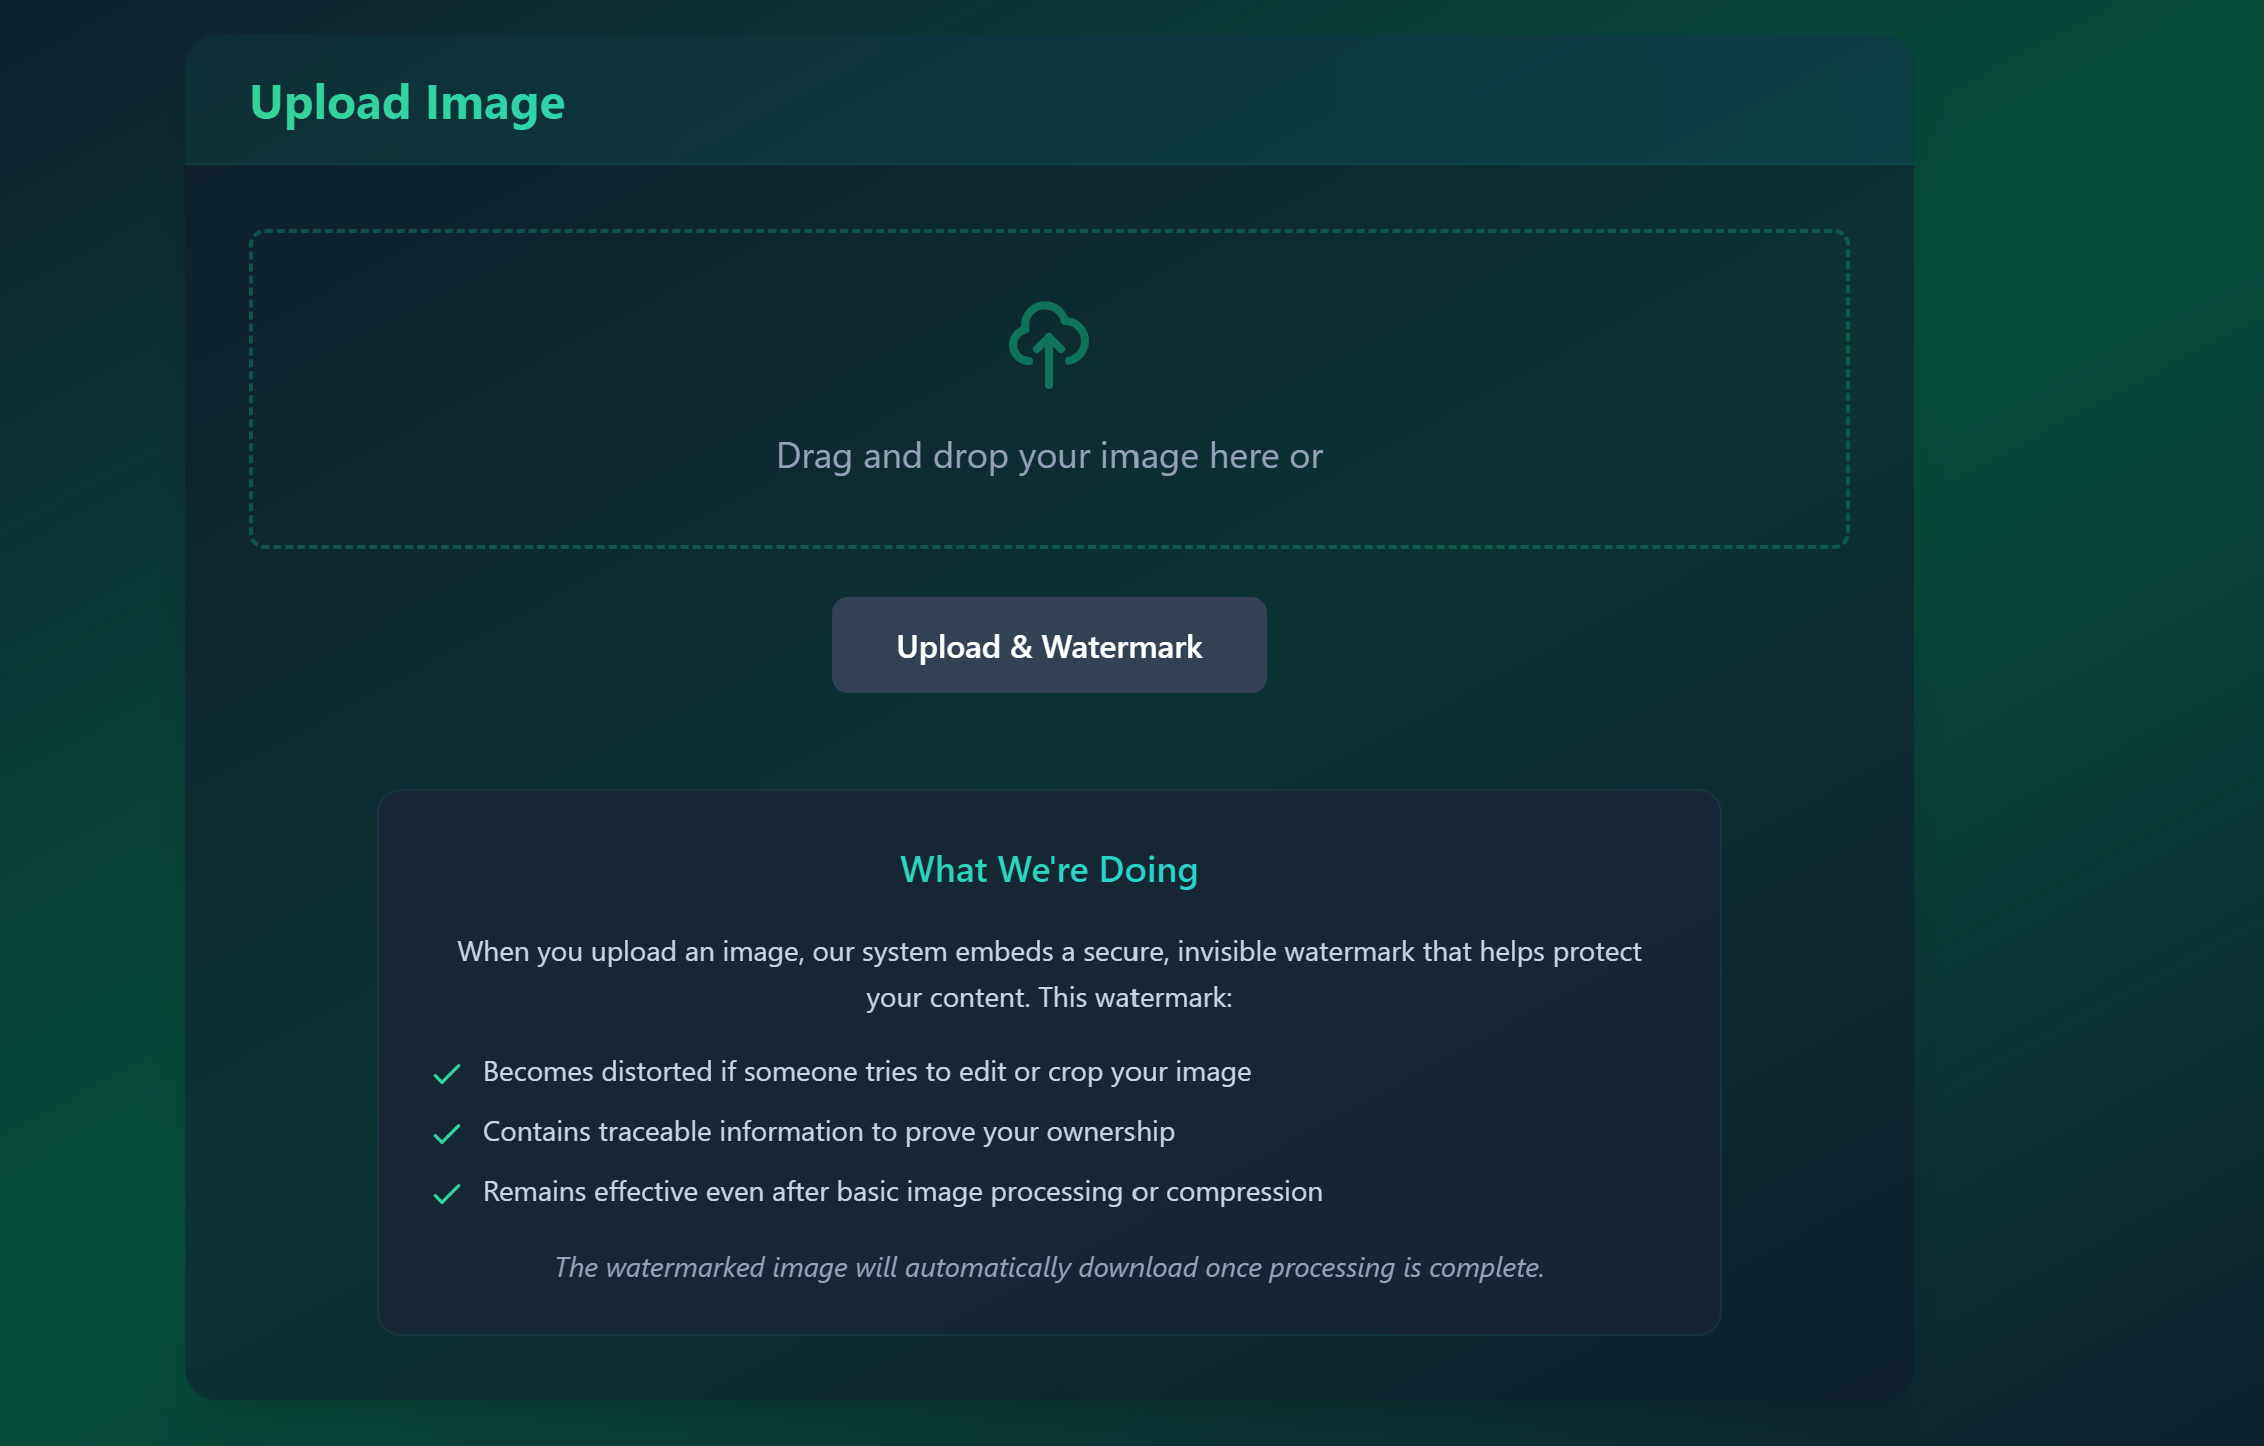 Upload Image
Drag and drop your image here or
Upload & Watermark
What We're Doing
When you upload an image, our system embeds a secure, invisible watermark that helps protect
your content. This watermark:
Becomes distorted if someone tries to edit or crop your image
Contains traceable information to prove your ownership
Remains effective even after basic image processing or compression
The watermarked image will automatically download once processing is complete.